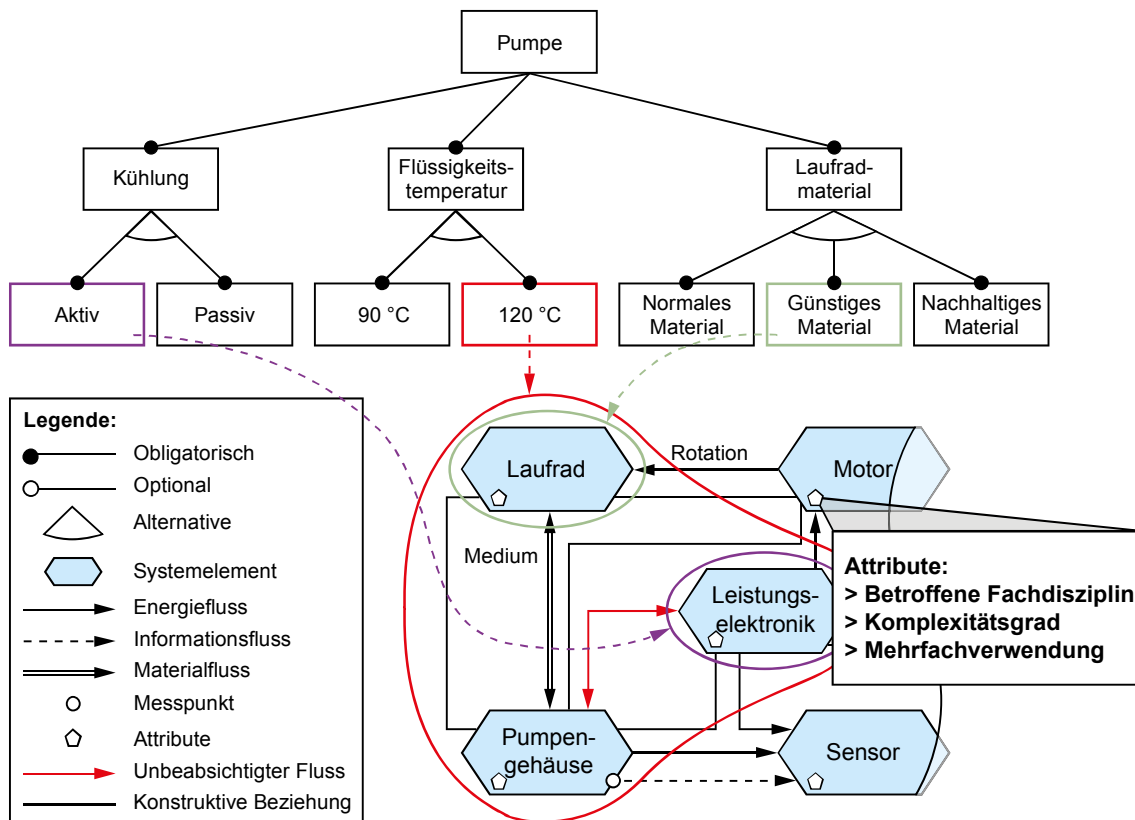 Pumpe
Kühlung
Flüssigkeits-
temperatur
Laufrad-
material
Aktiv
Passiv
90 °C
120 °C
Normales
Material
Günstiges
Material
Nachhaltiges
Material
Legende:
Obligatorisch
Optional
Alternative
Systemelement
Energiefluss
Informationsfluss
Materialfluss
Messpunkt
Attribute
Unbeabsichtigter Fluss
Konstruktive Beziehung
Laufrad
Rotation
Motor
Medium
Leistungs-
elektronik
Attribute:
> Betroffene Fachdisziplin
> Komplexitätsgrad
> Mehrfachverwendung
Pumpen-
gehäuse
Sensor